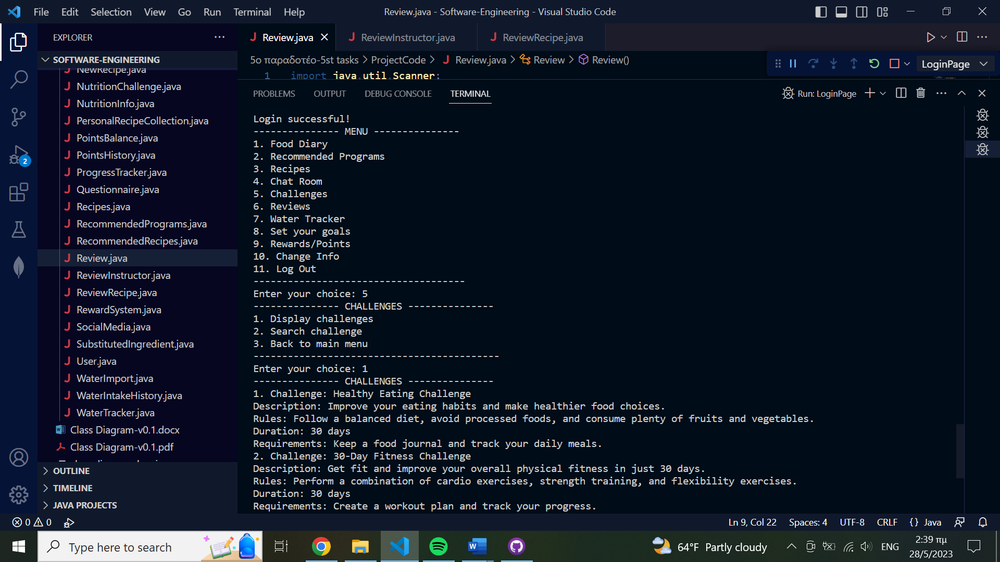 File Edit Selection View Go Run Terminal Help
Review.java - Software-Engineering - Visual Studio Code
EXPLORER
SOFTWARE-ENGINEERING
NewRecipe.java
NutritionChallenge.java
NutritionInfo.java
PersonalRecipeCollection.java
PointsBalance.java
PointsHistory.java
ProgressTracker.java
Questionnaire.java
Recipes.java
RecommendedPrograms.java
RecommendedRecipes.java
Review.java
ReviewInstructor.java
ReviewRecipe.java
RewardSystem.java
SocialMedia.java
SubstitutedIngredient.java
User.java
WaterImport.java
WaterIntakeHistory.java
WaterTracker.java
Class Diagram-v0.1.docx
Class Diagram-v0.1.pdf
OUTLINE
TIMELINE
JAVA PROJECTS
2
Review.java
ReviewInstructor.java
ReviewRecipe.java
5ο παραδοτέο-5st tasks > ProjectCode > Review.java > Review > Review()
LoginPage
1 import java.util.Scanner;
PROBLEMS OUTPUT DEBUG CONSOLE TERMINAL
Run: LoginPage
Login successful!
--------------- MENU ---------------
1. Food Diary
2. Recommended Programs
3. Recipes
4. Chat Room
5. Challenges
6. Reviews
7. Water Tracker
8. Set your goals
9. Rewards/Points
10. Change Info
11. Log Out
-------------------------------------
Enter your choice: 5
--------------- CHALLENGES ---------------
1. Display challenges
2. Search challenge
3. Back to main menu
-------------------------------------------
Enter your choice: 1
--------------- CHALLENGES ---------------
1. Challenge: Healthy Eating Challenge
Description: Improve your eating habits and make healthier food choices.
Rules: Follow a balanced diet, avoid processed foods, and consume plenty of fruits and vegetables.
Duration: 30 days
Requirements: Keep a food journal and track your daily meals.
2. Challenge: 30-Day Fitness Challenge
Description: Get fit and improve your overall physical fitness in just 30 days.
Rules: Perform a combination of cardio exercises, strength training, and flexibility exercises.
Duration: 30 days
Requirements: Create a workout plan and track your progress.
0 0
Ln 9, Col 22 Spaces: 4 UTF-8 CRLF {} Java
Type here to search
64°F Partly cloudy
ENG
2:39 πμ
28/5/2023